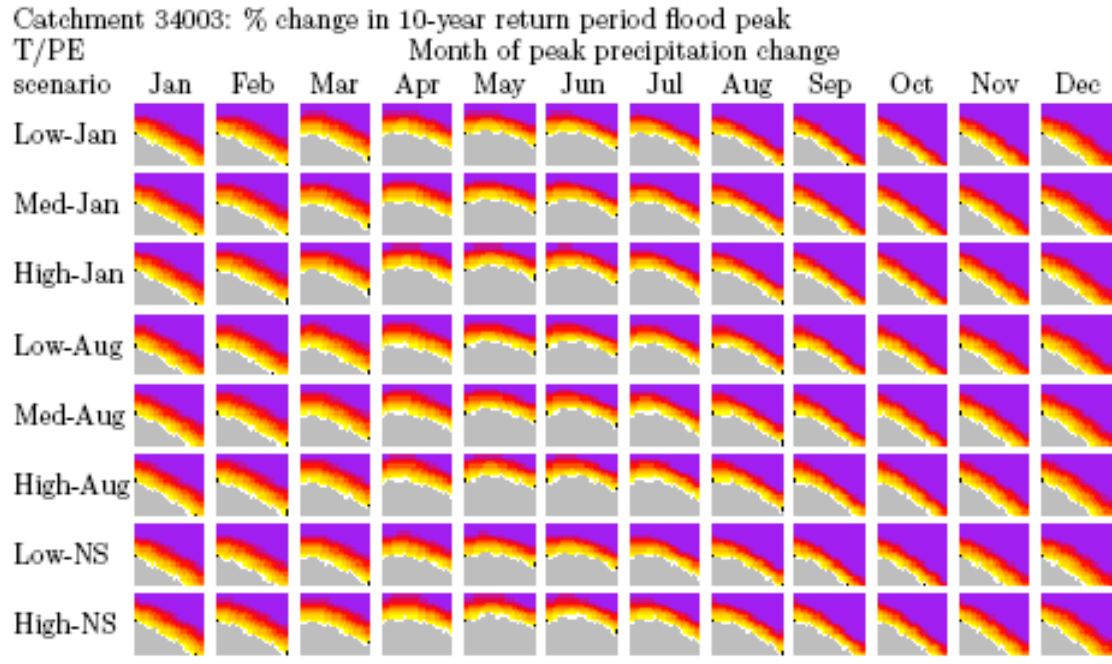 Catchment 34003: % change in 10-year return period flood peak
T/PE Month of peak precipitation change
scenario Jan Feb Mar Apr May Jun Jul Aug Sep Oct Nov Dec
Low-Jan
Med-Jan
High-Jan
Low-Aug
Med-Aug
High-Aug
Low-NS
High-NS